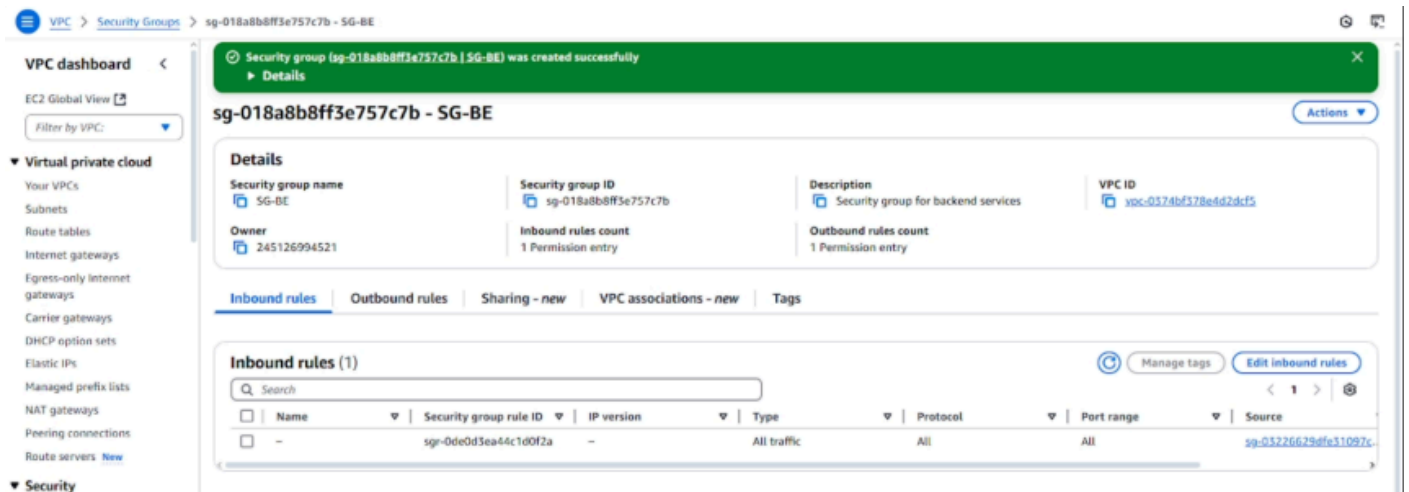 VPC > Security Groups > sg-018a8b8ff3e757c7b - SG-BE
VPC dashboard <
EC2 Global View
Filter by VPC:
Virtual private cloud
Your VPCs
Subnets
Route tables
Internet gateways
Egress-only internet
gateways
Carrier gateways
DHCP option sets
Elastic IPs
Managed prefix lists
NAT gateways
Peering connections
Route servers New
Security
Security group (sg-018a8b8ff3e757c7b | SG-BE) was created successfully
Details
sg-018a8b8ff3e757c7b - SG-BE
Actions
Details
Security group name
SG-BE
Security group ID
sg-018a8b8ff3e757c7b
Description
Security group for backend services
VPC ID
vpc-0374bf378e4d2dcf5
Owner
245126994521
Inbound rules count
1 Permission entry
Outbound rules count
1 Permission entry
Inbound rules | Outbound rules | Sharing - new | VPC associations - new | Tags
Inbound rules (1)
Manage tags
Edit inbound rules
Search
< 1 >
Name | Security group rule ID | IP version | Type | Protocol | Port range | Source
- sgr-0de0d3ea44c1d0f2a - All traffic All All sg-03226629dfe31097c...